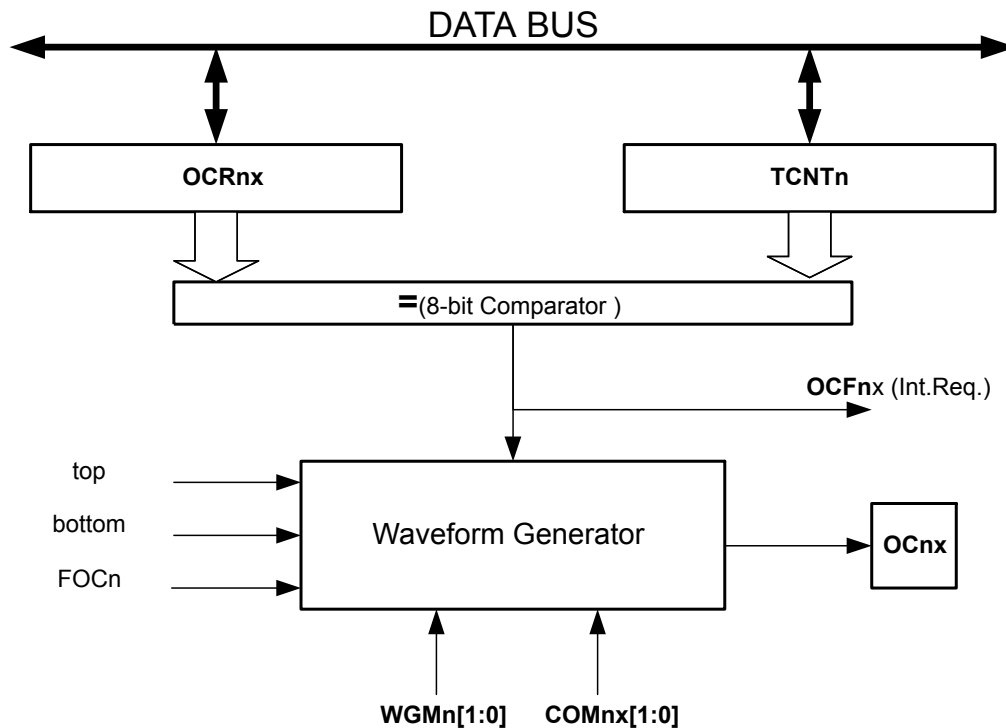 DATA BUS
OCRnx
TCNTn
=(8-bit Comparator )
OCFnx (Int.Req.)
top
bottom
FOCn
Waveform Generator
OCnx
WGMn[1:0]
COMnx[1:0]